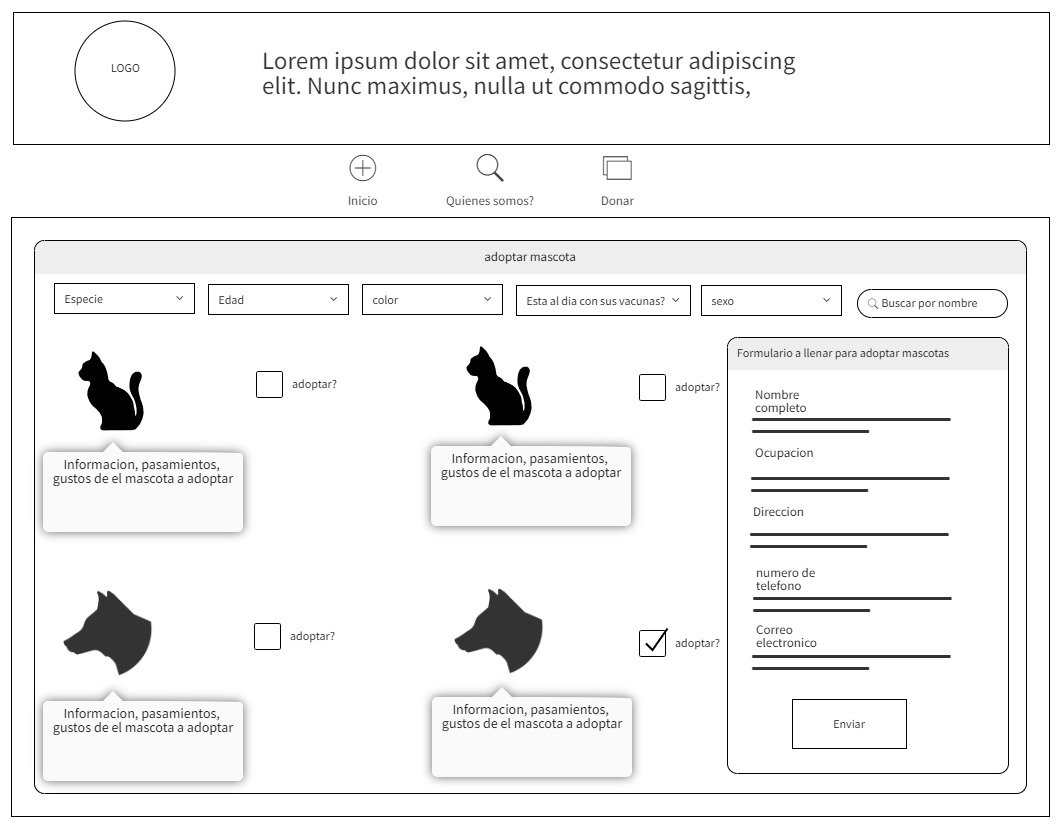 LOGO
Lorem ipsum dolor sit amet, consectetur adipiscing
elit. Nunc maximus, nulla ut commodo sagittis,
Inicio
Quienes somos?
Donar
adoptar mascota
Especie
Edad
color
Esta al dia con sus vacunas?
sexo
Buscar por nombre
adoptar?
adoptar?
Informacion, pasamientos,
gustos de el mascota a adoptar
Informacion, pasamientos,
gustos de el mascota a adoptar
adoptar?
adoptar?
Informacion, pasamientos,
gustos de el mascota a adoptar
Informacion, pasamientos,
gustos de el mascota a adoptar
Formulario a llenar para adoptar mascotas
Nombre
completo
Ocupacion
Direccion
numero de
telefono
Correo
electronico
Enviar